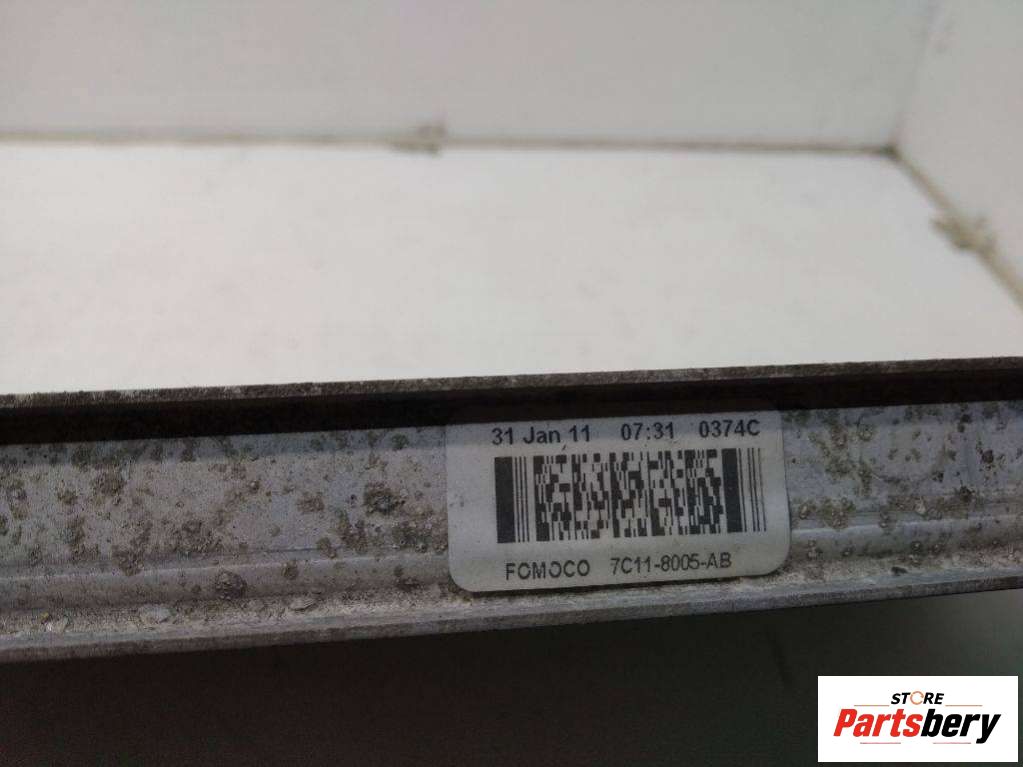 31 Jan 11 07:31 0374C
FOMOCO 7C11-8005-AB
STORE
Partsbery